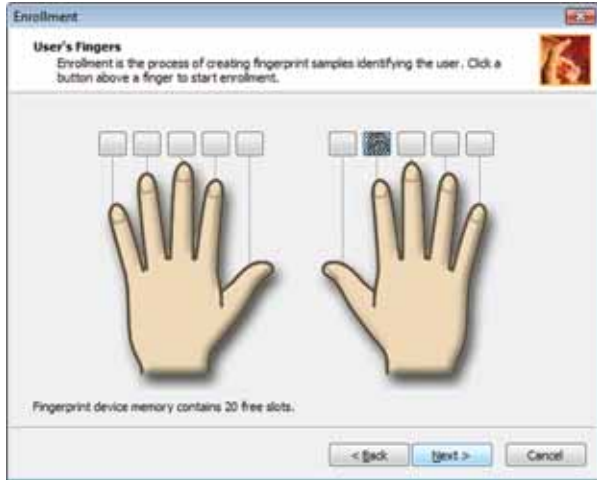 Enrollment
User's Fingers
Enrollment is the process of creating fingerprint samples identifying the user. Click a
button above a finger to start enrollment.
Fingerprint device memory contains 20 free slots.
< Back Next > Cancel